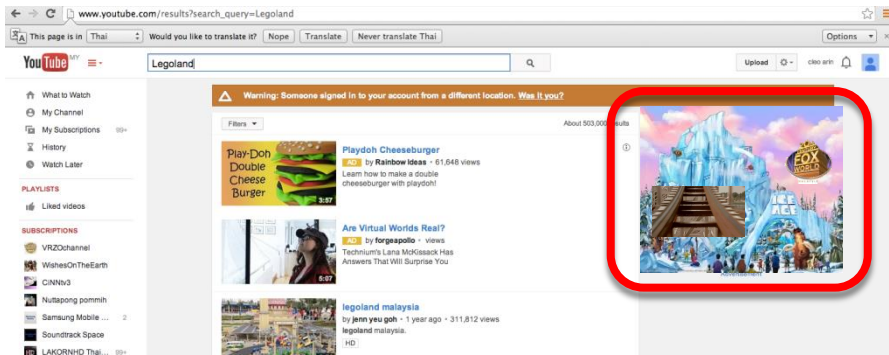 www.youtube.com/results?search_query=Legoland
This page is in Thai Would you like to translate it? Nope Translate Never translate Thai Options
YouTube MY Legoland Upload cleo arin
What to Watch
My Channel
My Subscriptions 99+
History
Watch Later
PLAYLISTS
Liked videos
SUBSCRIPTIONS
VRZOchannel
WishesOnTheEarth
CiNNtv3
Nuttapong pommih
Samsung Mobile ... 2
Soundtrack Space
LAKORNHD Thai... 99+
Warning: Someone signed in to your account from a different location. Was it you?
Filters About 503,000 results
Play-Doh
Double
Cheese
Burger
3:57
Playdoh Cheeseburger
AD by Rainbow Ideas • 61,648 views
Learn how to make a double
cheeseburger with playdoh!
5:07
Are Virtual Worlds Real?
AD by forgeapollo • views
Technium's Lana McKissack Has
Answers That Will Surprise You
legoland malaysia
by jenn yeu goh • 1 year ago • 311,812 views
legoland malaysia.
HD
FOX
WORLD
ICE
AGE
Advertisement